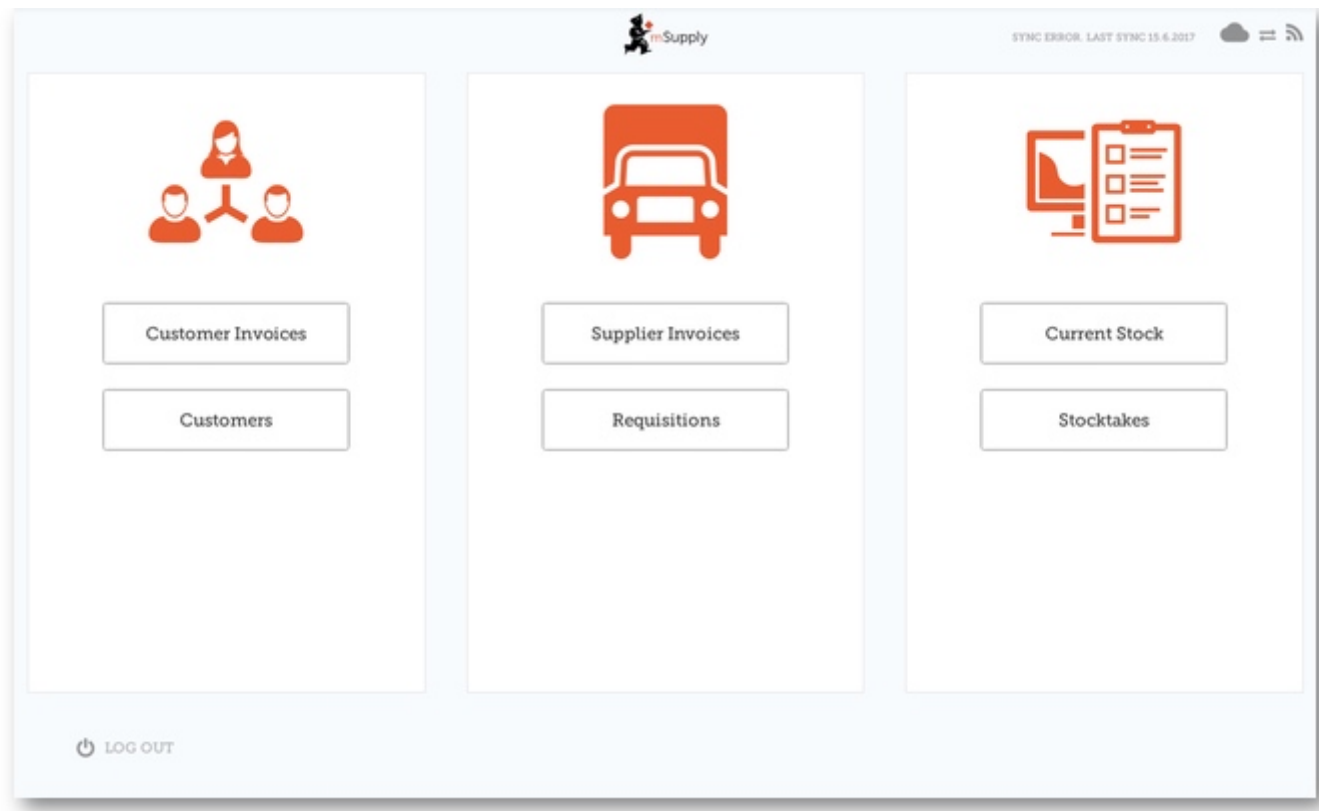 mSupply
SYNC ERROR. LAST SYNC 15.6.2017
Customer Invoices
Customers
Supplier Invoices
Requisitions
Current Stock
Stocktakes
LOG OUT